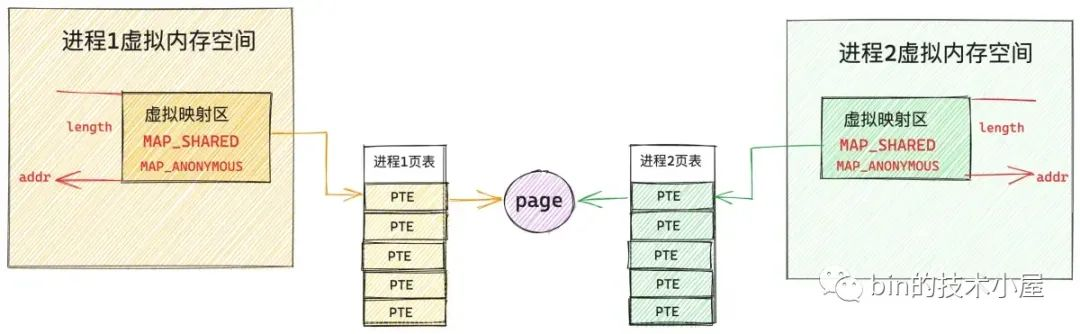 进程1虚拟内存空间
虚拟映射区
MAP_SHARED
MAP_ANONYMOUS
length
addr
进程1页表
PTE
PTE
PTE
PTE
PTE
page
进程2页表
PTE
PTE
PTE
PTE
PTE
进程2虚拟内存空间
虚拟映射区
MAP_SHARED
MAP_ANONYMOUS
length
addr
bin的技术小屋